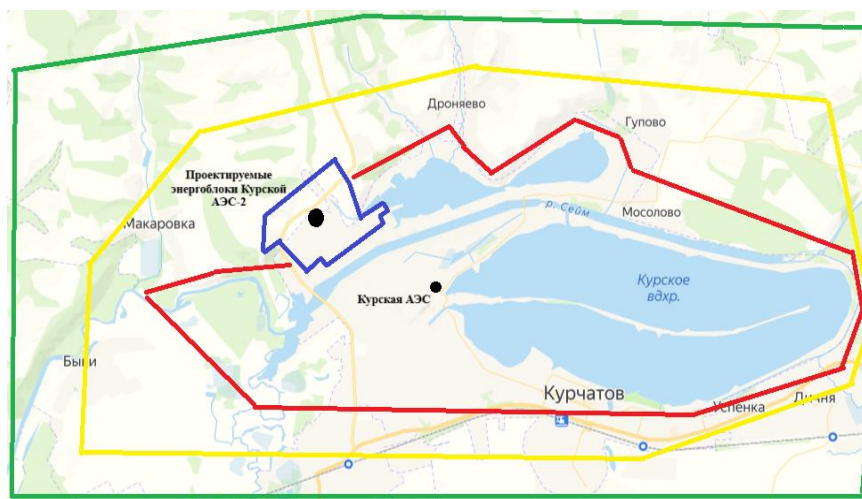 Дроняево
Гупово
Проектируемые
энергоблоки Курской
АЭС-2
Макаровка
р. Сейм
Мосолово
Курская АЭС
Курское
вдхр.
Быки
Курчатов
Успенка
Дичня